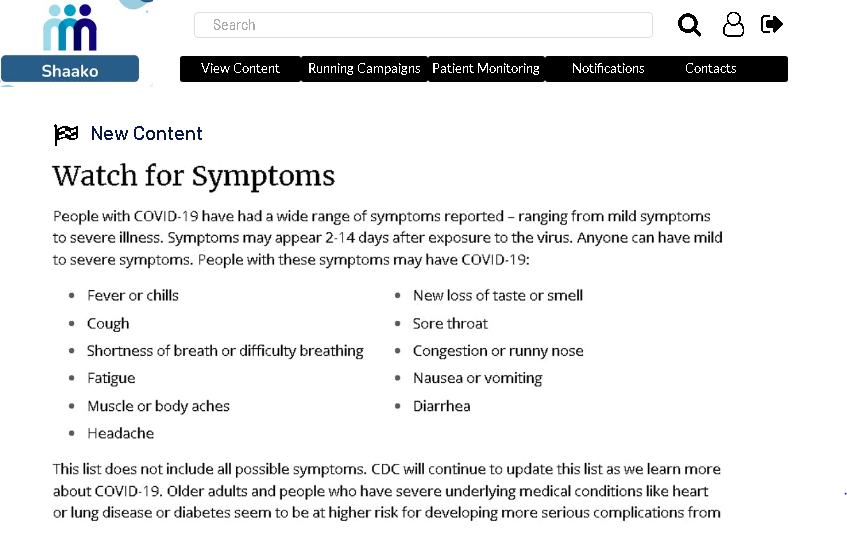 Search
Shaako
View Content Running Campaigns Patient Monitoring Notifications Contacts
New Content
Watch for Symptoms
People with COVID-19 have had a wide range of symptoms reported – ranging from mild symptoms
to severe illness. Symptoms may appear 2-14 days after exposure to the virus. Anyone can have mild
to severe symptoms. People with these symptoms may have COVID-19:
• Fever or chills
• Cough
• Shortness of breath or difficulty breathing
• Fatigue
• Muscle or body aches
• Headache
• New loss of taste or smell
• Sore throat
• Congestion or runny nose
• Nausea or vomiting
• Diarrhea
This list does not include all possible symptoms. CDC will continue to update this list as we learn more
about COVID-19. Older adults and people who have severe underlying medical conditions like heart
or lung disease or diabetes seem to be at higher risk for developing more serious complications from